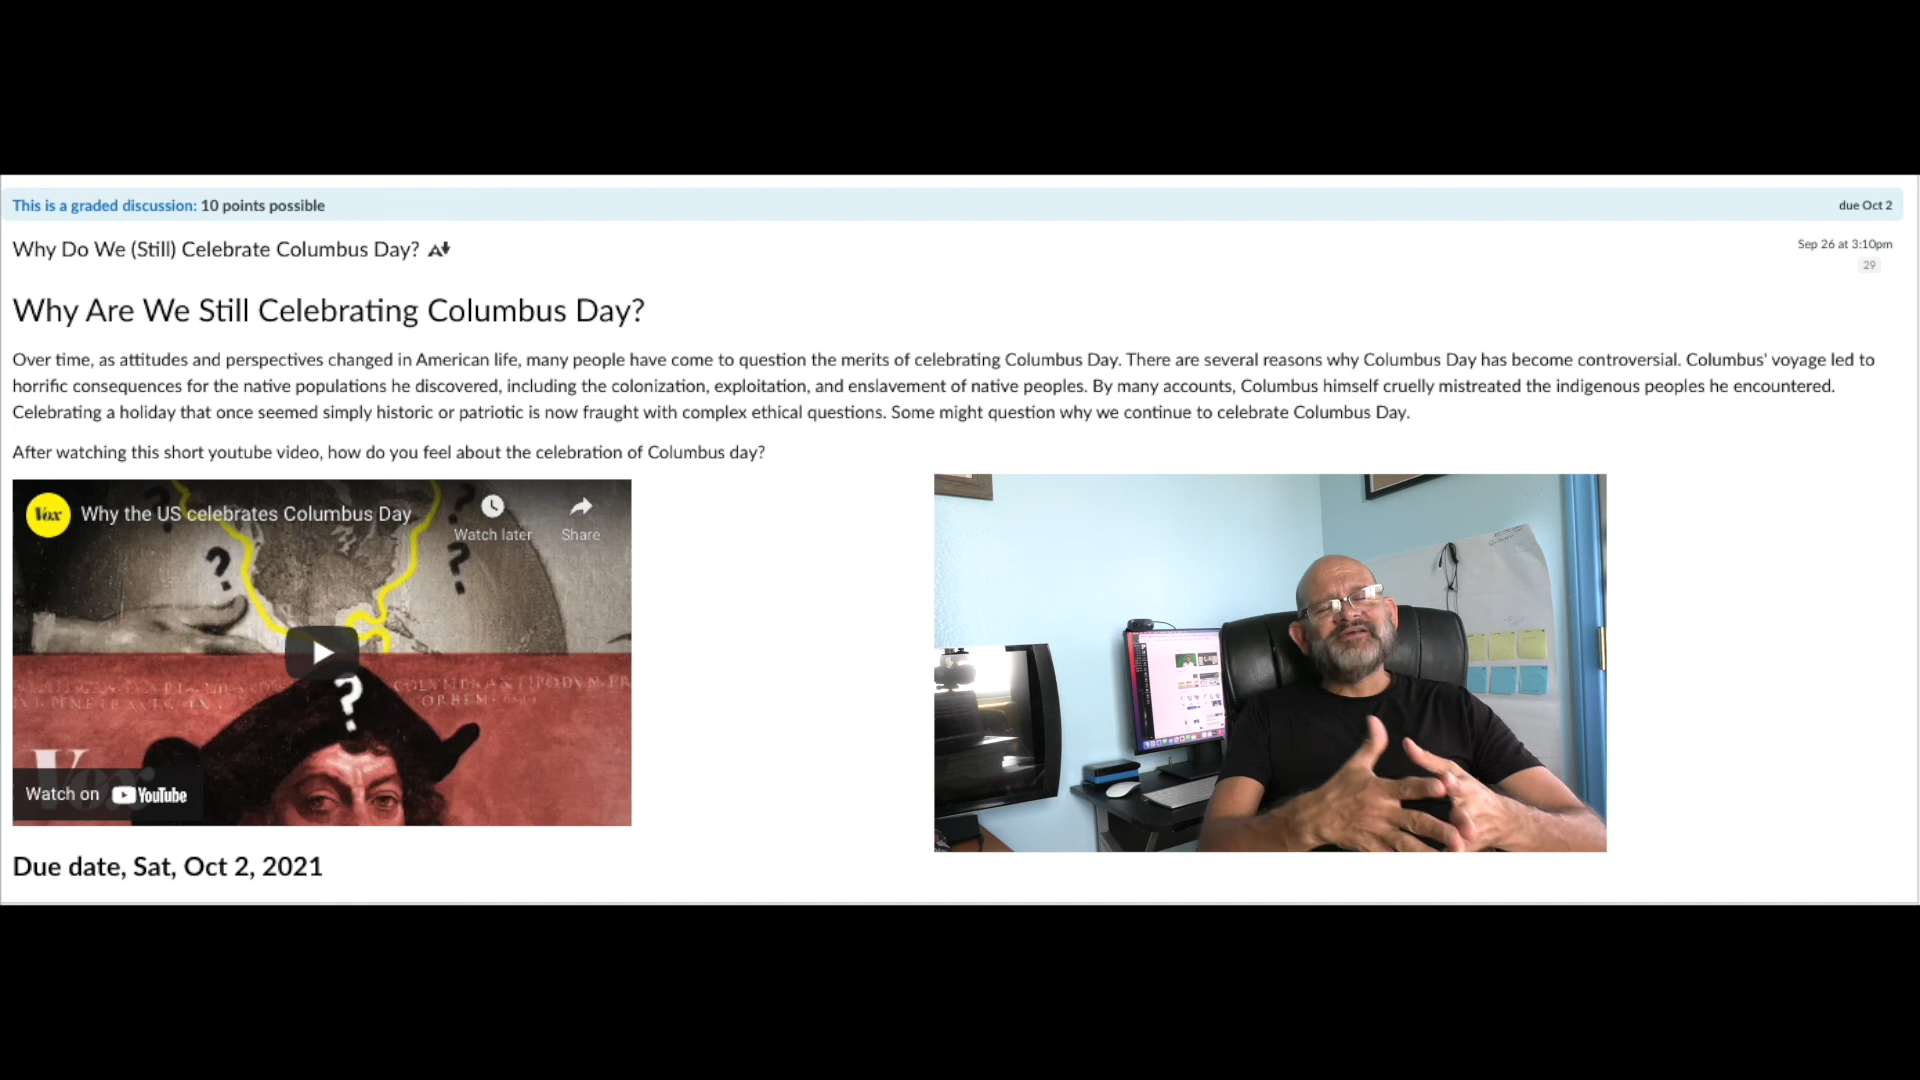 This is a graded discussion: 10 points possible
due Oct 2
Why Do We (Still) Celebrate Columbus Day?
Sep 26 at 3:10pm
29
Why Are We Still Celebrating Columbus Day?
Over time, as attitudes and perspectives changed in American life, many people have come to question the merits of celebrating Columbus Day. There are several reasons why Columbus Day has become controversial. Columbus' voyage led to
horrific consequences for the native populations he discovered, including the colonization, exploitation, and enslavement of native peoples. By many accounts, Columbus himself cruelly mistreated the indigenous peoples he encountered.
Celebrating a holiday that once seemed simply historic or patriotic is now fraught with complex ethical questions. Some might question why we continue to celebrate Columbus Day.
After watching this short youtube video, how do you feel about the celebration of Columbus day?
Vox
Why the US celebrates Columbus Day
Watch later
Share
? ?
?
ORBEM
Vox
Watch on YouTube
Due date, Sat, Oct 2, 2021